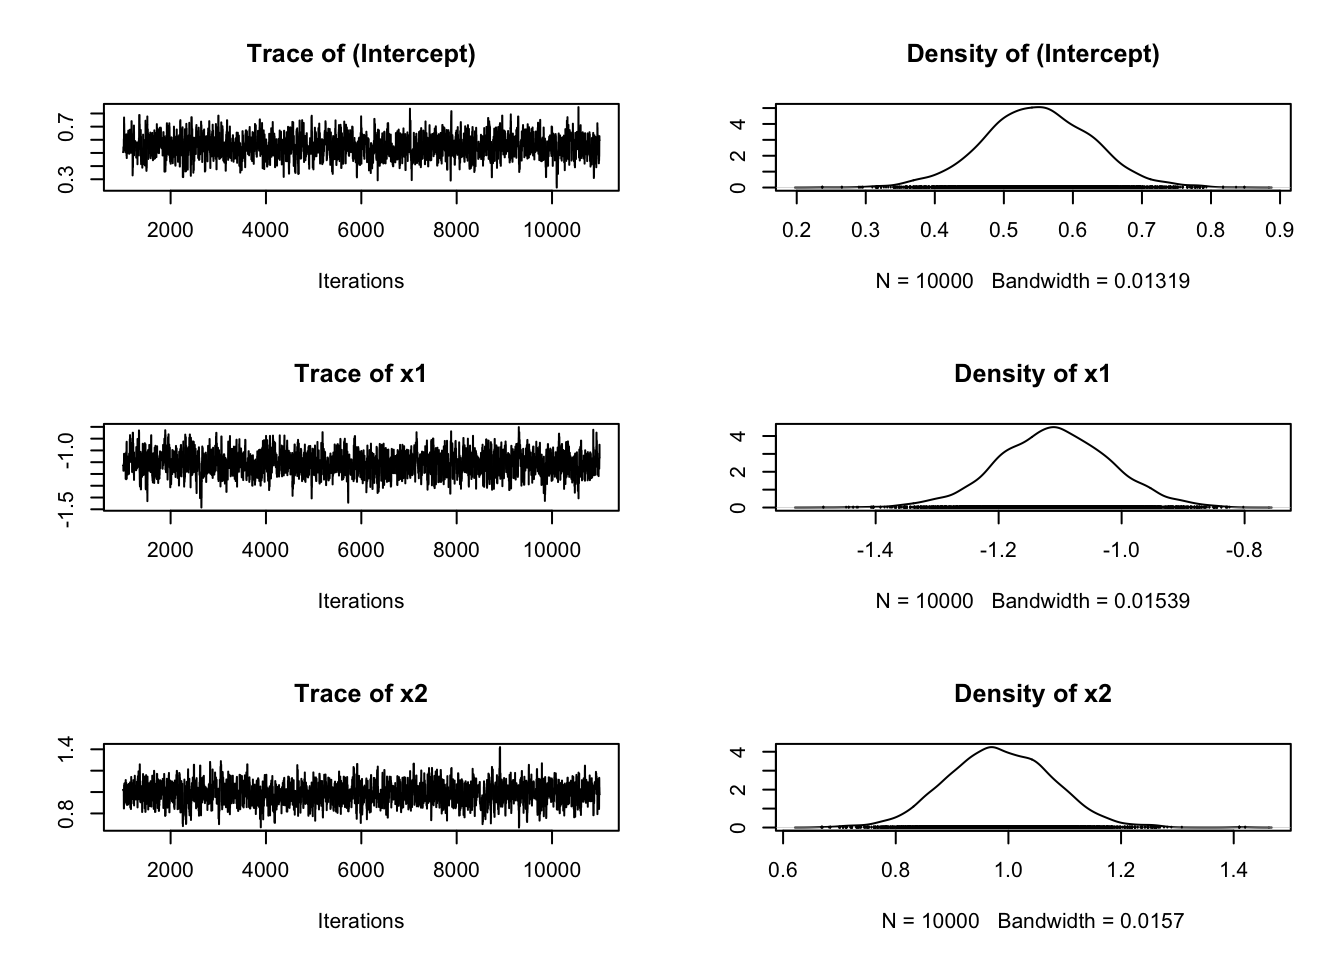 Trace of (Intercept)
0.3 0.7
2000 4000 6000 8000 10000
Iterations
Density of (Intercept)
0 2 4
0.2 0.3 0.4 0.5 0.6 0.7 0.8 0.9
N = 10000 Bandwidth = 0.01319
Trace of x1
-1.5 -1.0
2000 4000 6000 8000 10000
Iterations
Density of x1
0 2 4
-1.4 -1.2 -1.0 -0.8
N = 10000 Bandwidth = 0.01539
Trace of x2
0.8 1.4
2000 4000 6000 8000 10000
Iterations
Density of x2
0 2 4
0.6 0.8 1.0 1.2 1.4
N = 10000 Bandwidth = 0.0157